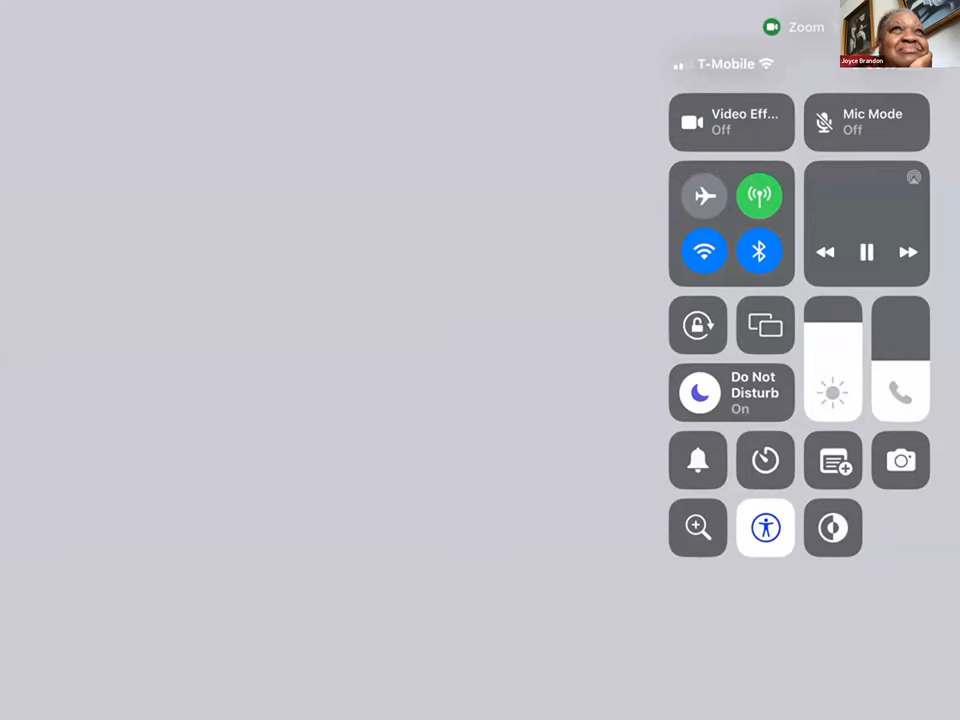 Zoom
Joyce Brandon
T-Mobile
Video Eff...
Off
Mic Mode
Off
Do Not
Disturb
On